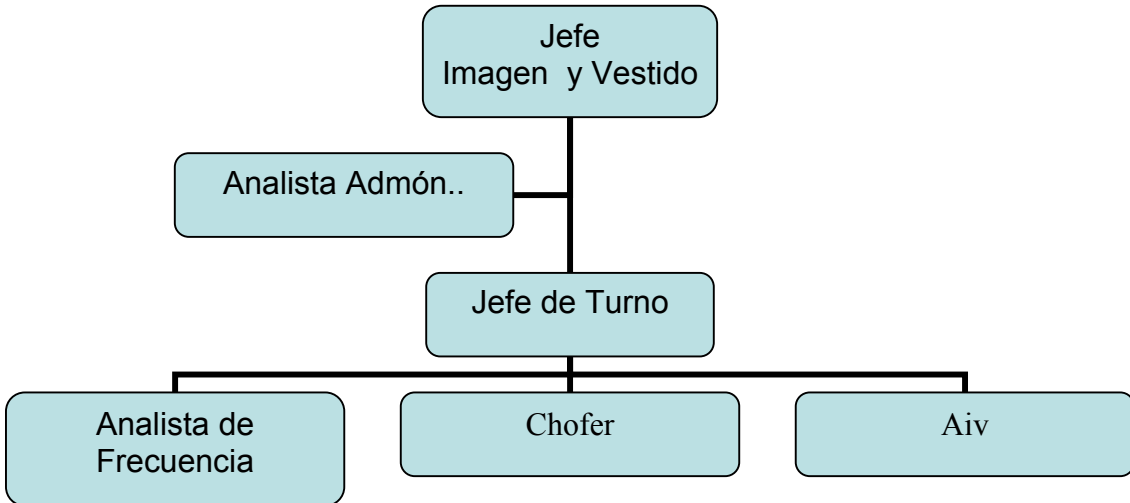 Jefe
Imagen y Vestido
Analista Admón..
Jefe de Turno
Analista de
Frecuencia
Chofer
Aiv